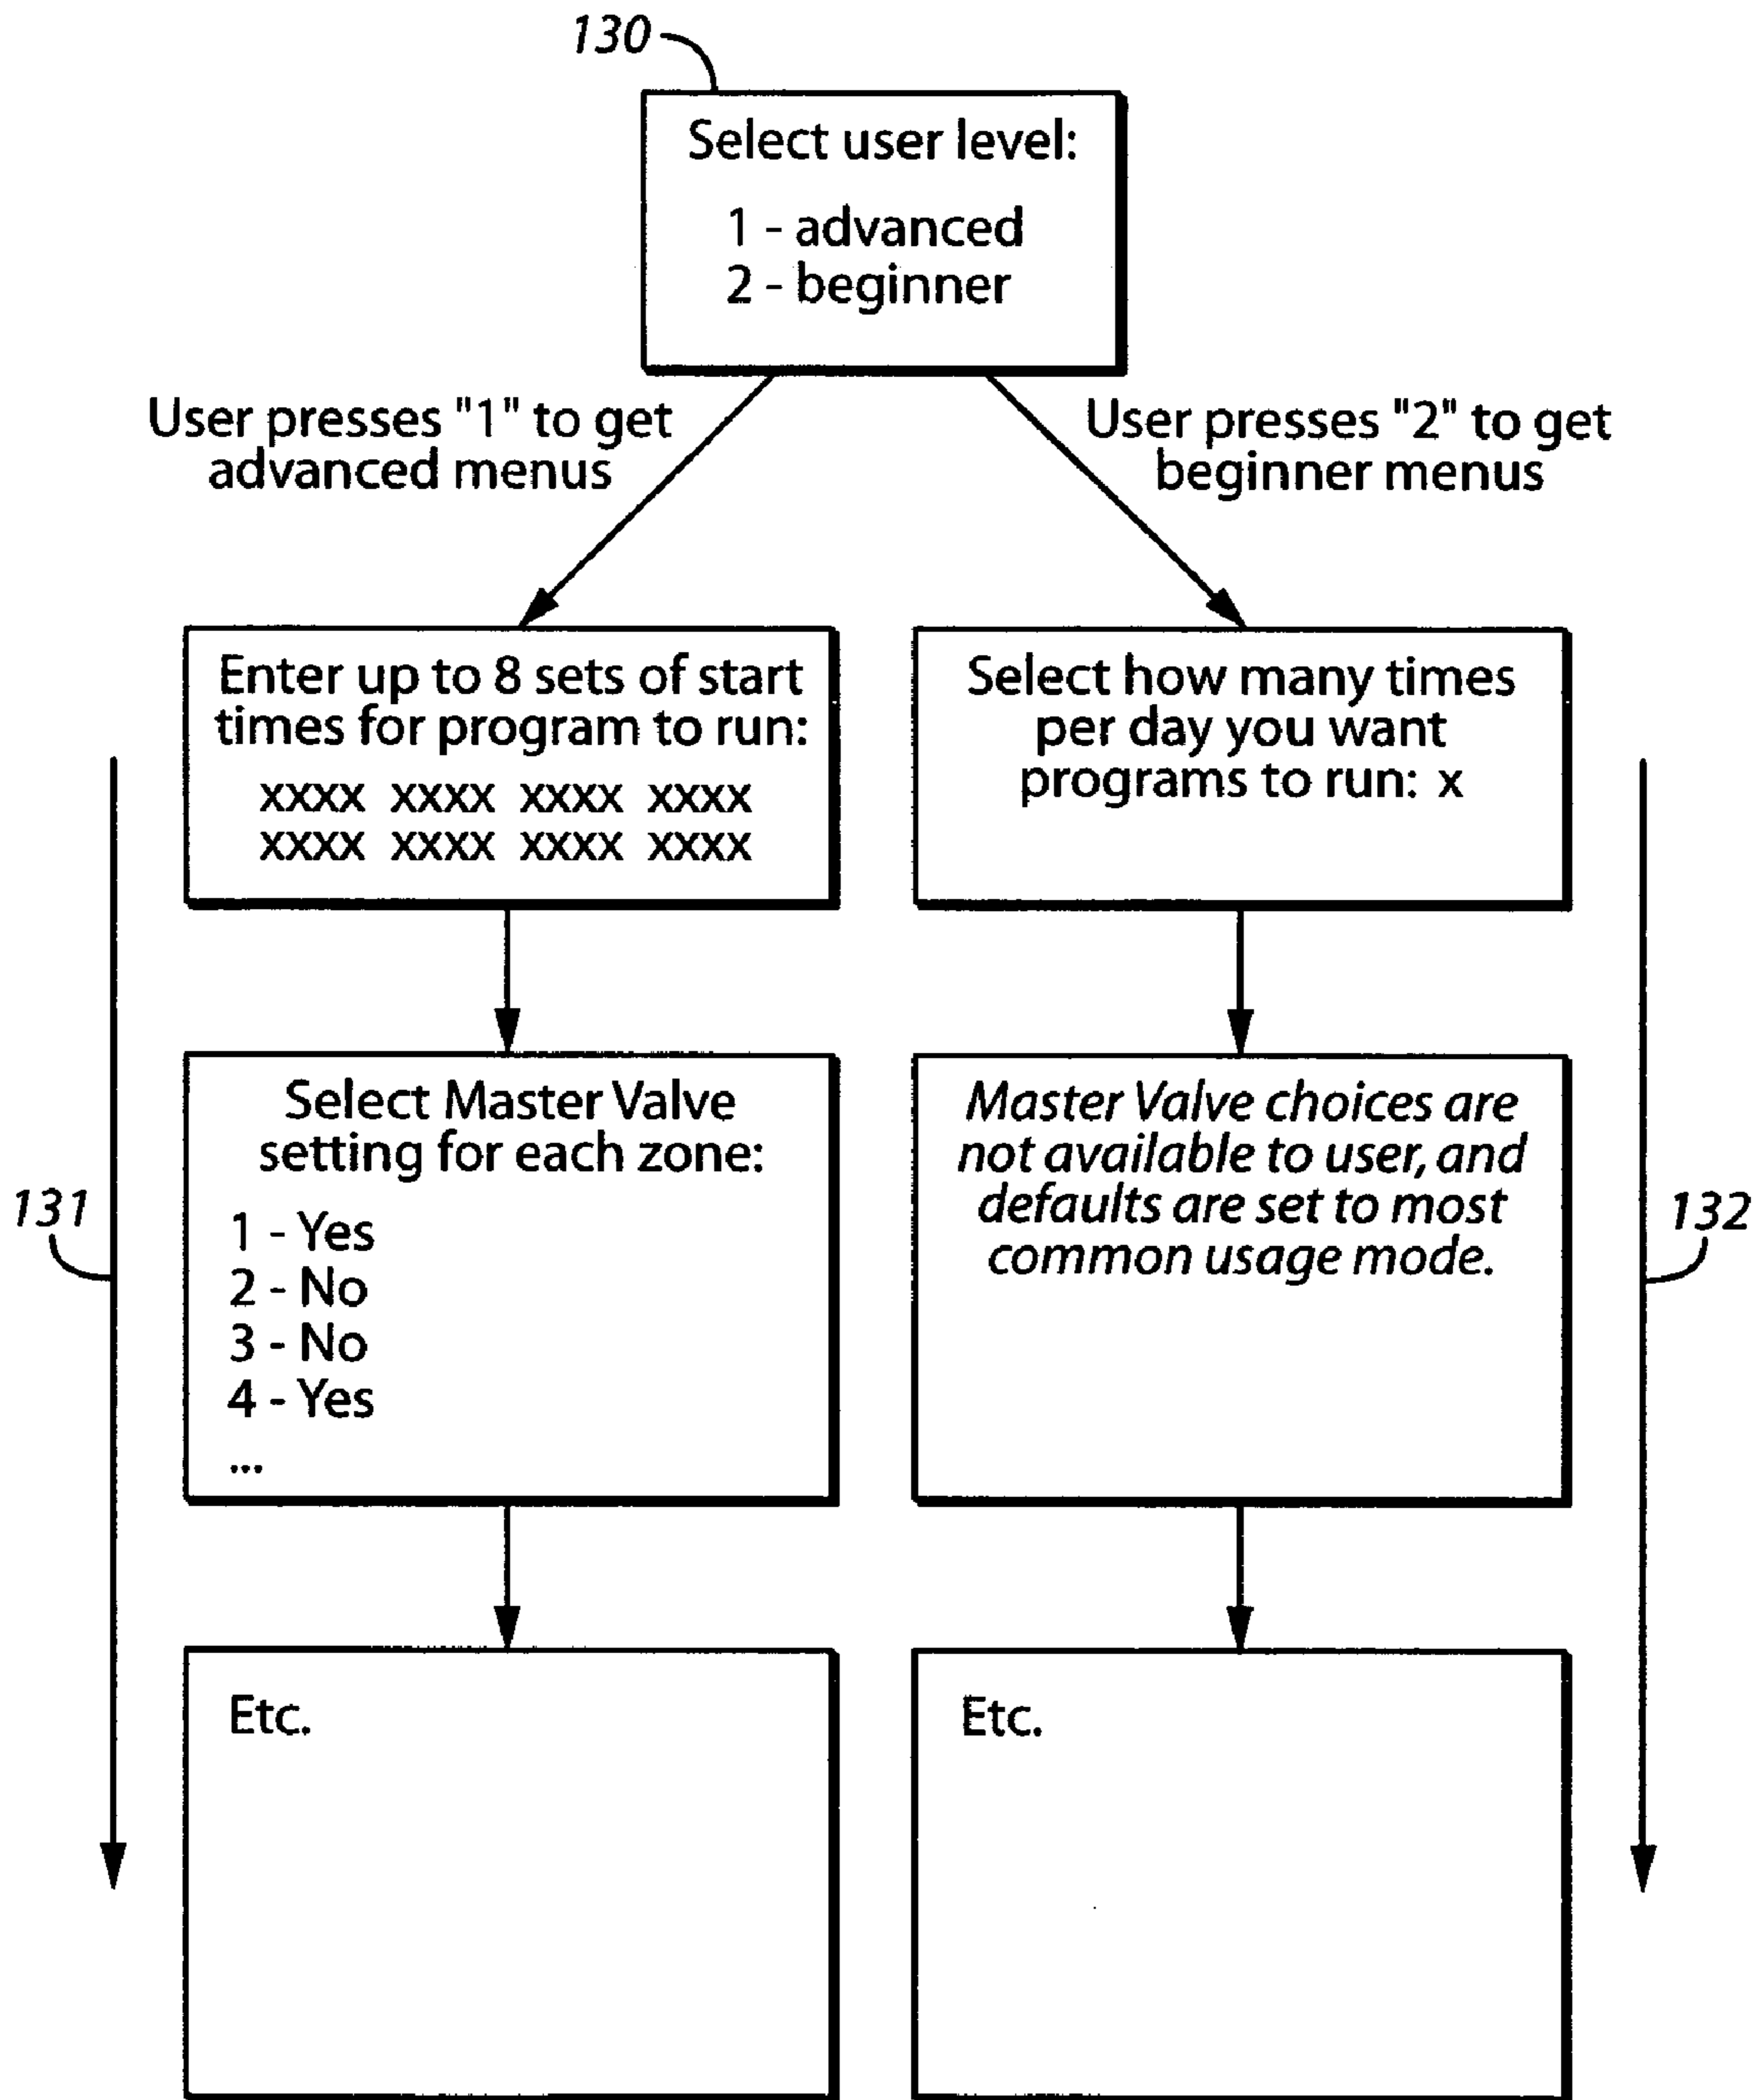 130
Select user level:
1 - advanced
2 - beginner
User presses "1" to get
advanced menus
User presses "2" to get
beginner menus
Enter up to 8 sets of start
times for program to run:
xxxx xxxx xxxx xxxx
xxxx xxxx xxxx xxxx
Select how many times
per day you want
programs to run: x
131
Select Master Valve
setting for each zone:
1 - Yes
2 - No
3 - No
4 - Yes
...
Master Valve choices are
not available to user, and
defaults are set to most
common usage mode.
132
Etc.
Etc.